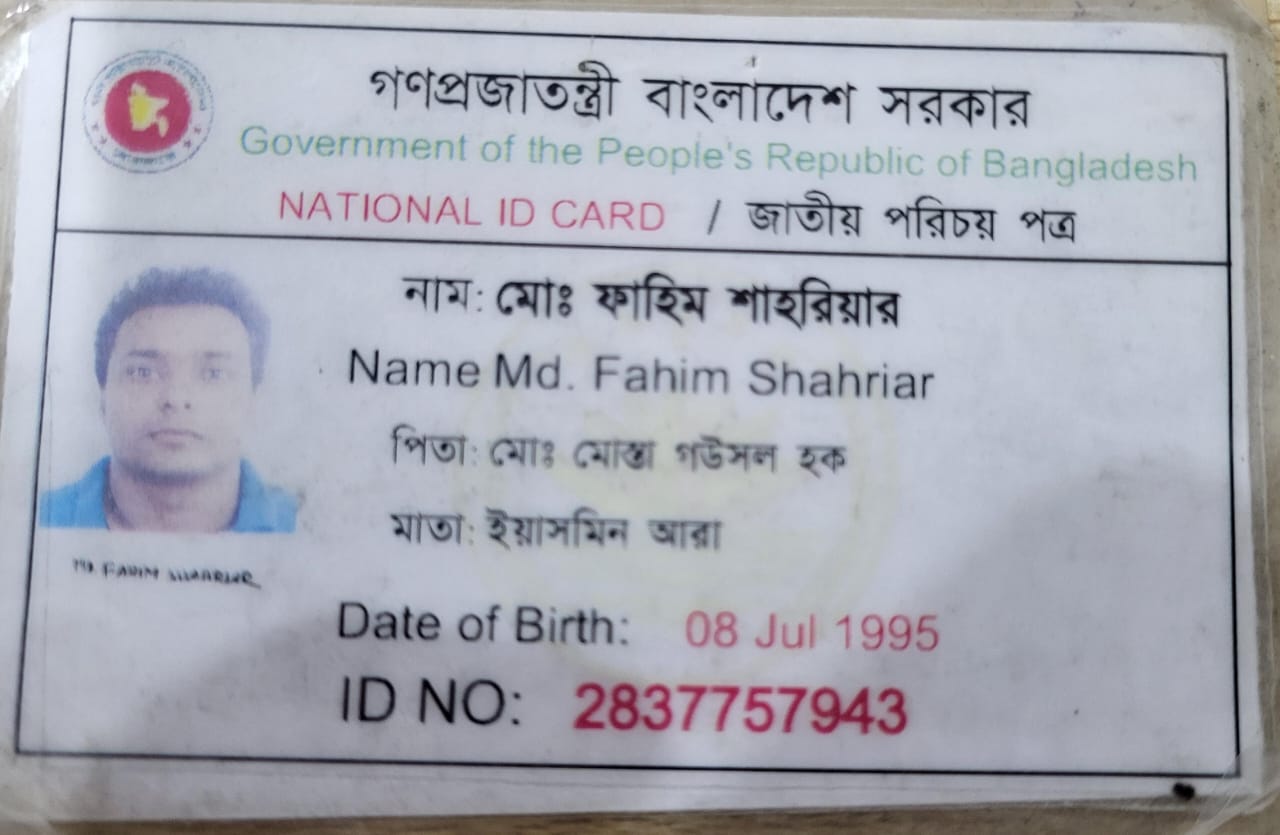 গণপ্রজাতন্ত্রী বাংলাদেশ সরকার
Government of the People's Republic of Bangladesh
NATIONAL ID CARD / জাতীয় পরিচয় পত্র
নাম: মোঃ ফাহিম শাহরিয়ার
Name Md. Fahim Shahriar
পিতা: মোঃ মোস্তা গউসল হক
মাতা: ইয়াসমিন আরা
MD. FAHIM
Date of Birth: 08 Jul 1995
ID NO: 2837757943